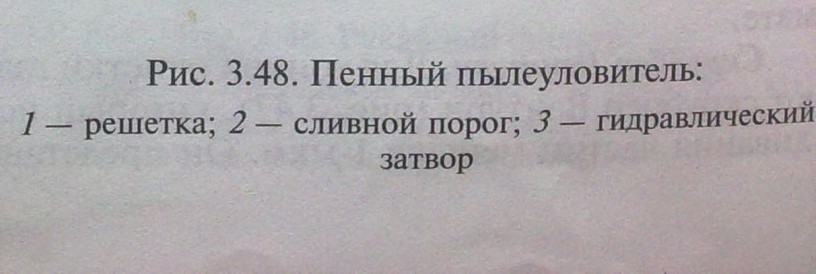 Рис. 3.48. Пенный пылеуловитель:
1 — решетка; 2 — сливной порог; 3 — гидравлический
затвор